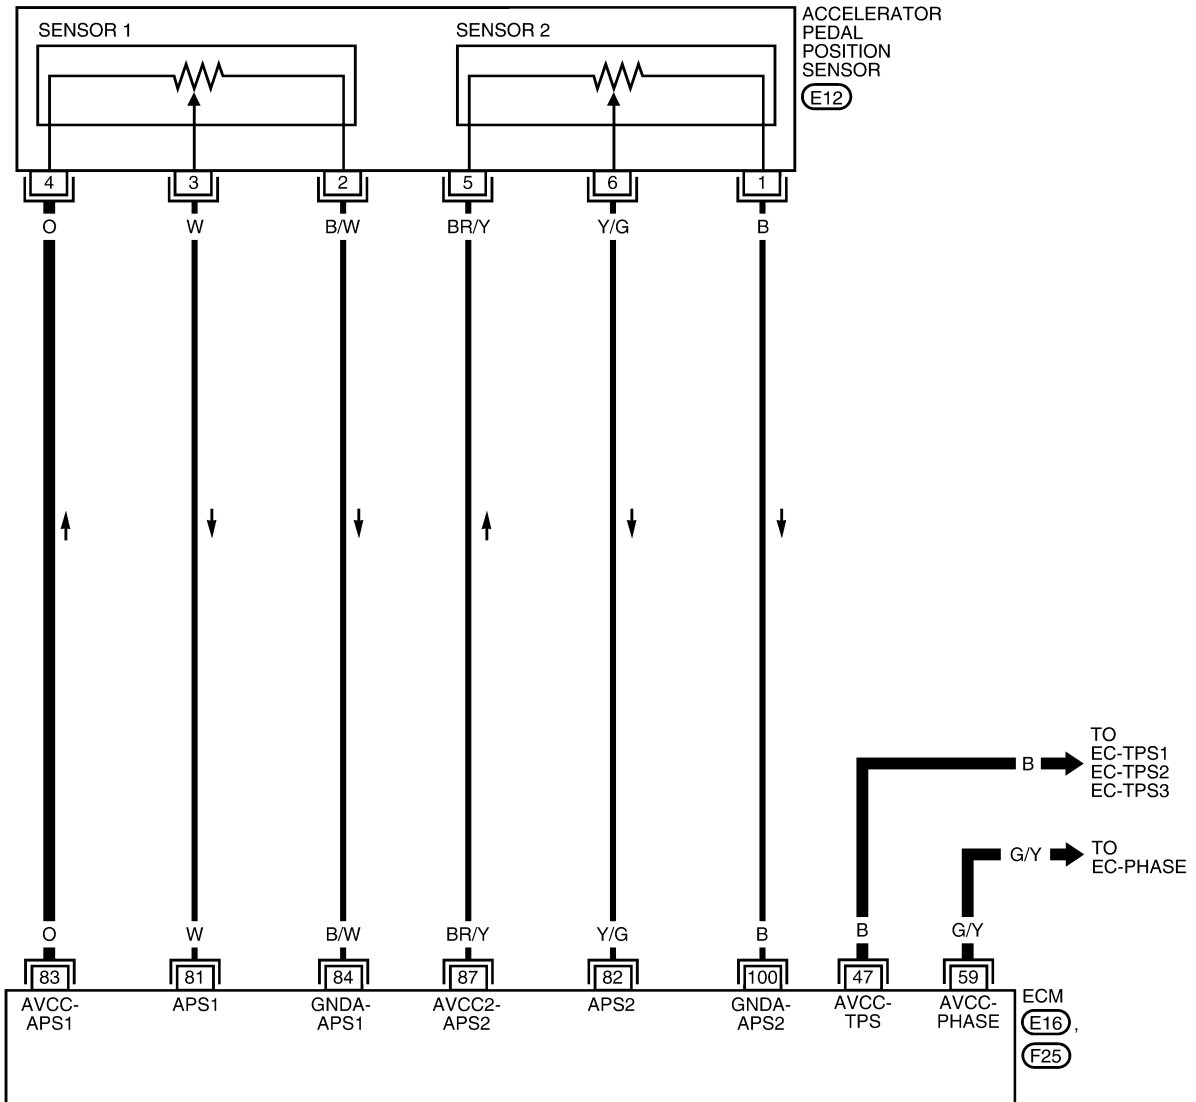 SENSOR 1
SENSOR 2
ACCELERATOR
PEDAL
POSITION
SENSOR
E12
4 3 2 5 6 1
O W B/W BR/Y Y/G B
TO
EC-TPS1
EC-TPS2
EC-TPS3
B
TO
EC-PHASE
G/Y
O W B/W BR/Y Y/G B B G/Y
83 81 84 87 82 100 47 59
AVCC-
APS1
APS1
GNDA-
APS1
AVCC2-
APS2
APS2
GNDA-
APS2
AVCC-
TPS
AVCC-
PHASE
ECM
E16 ,
F25